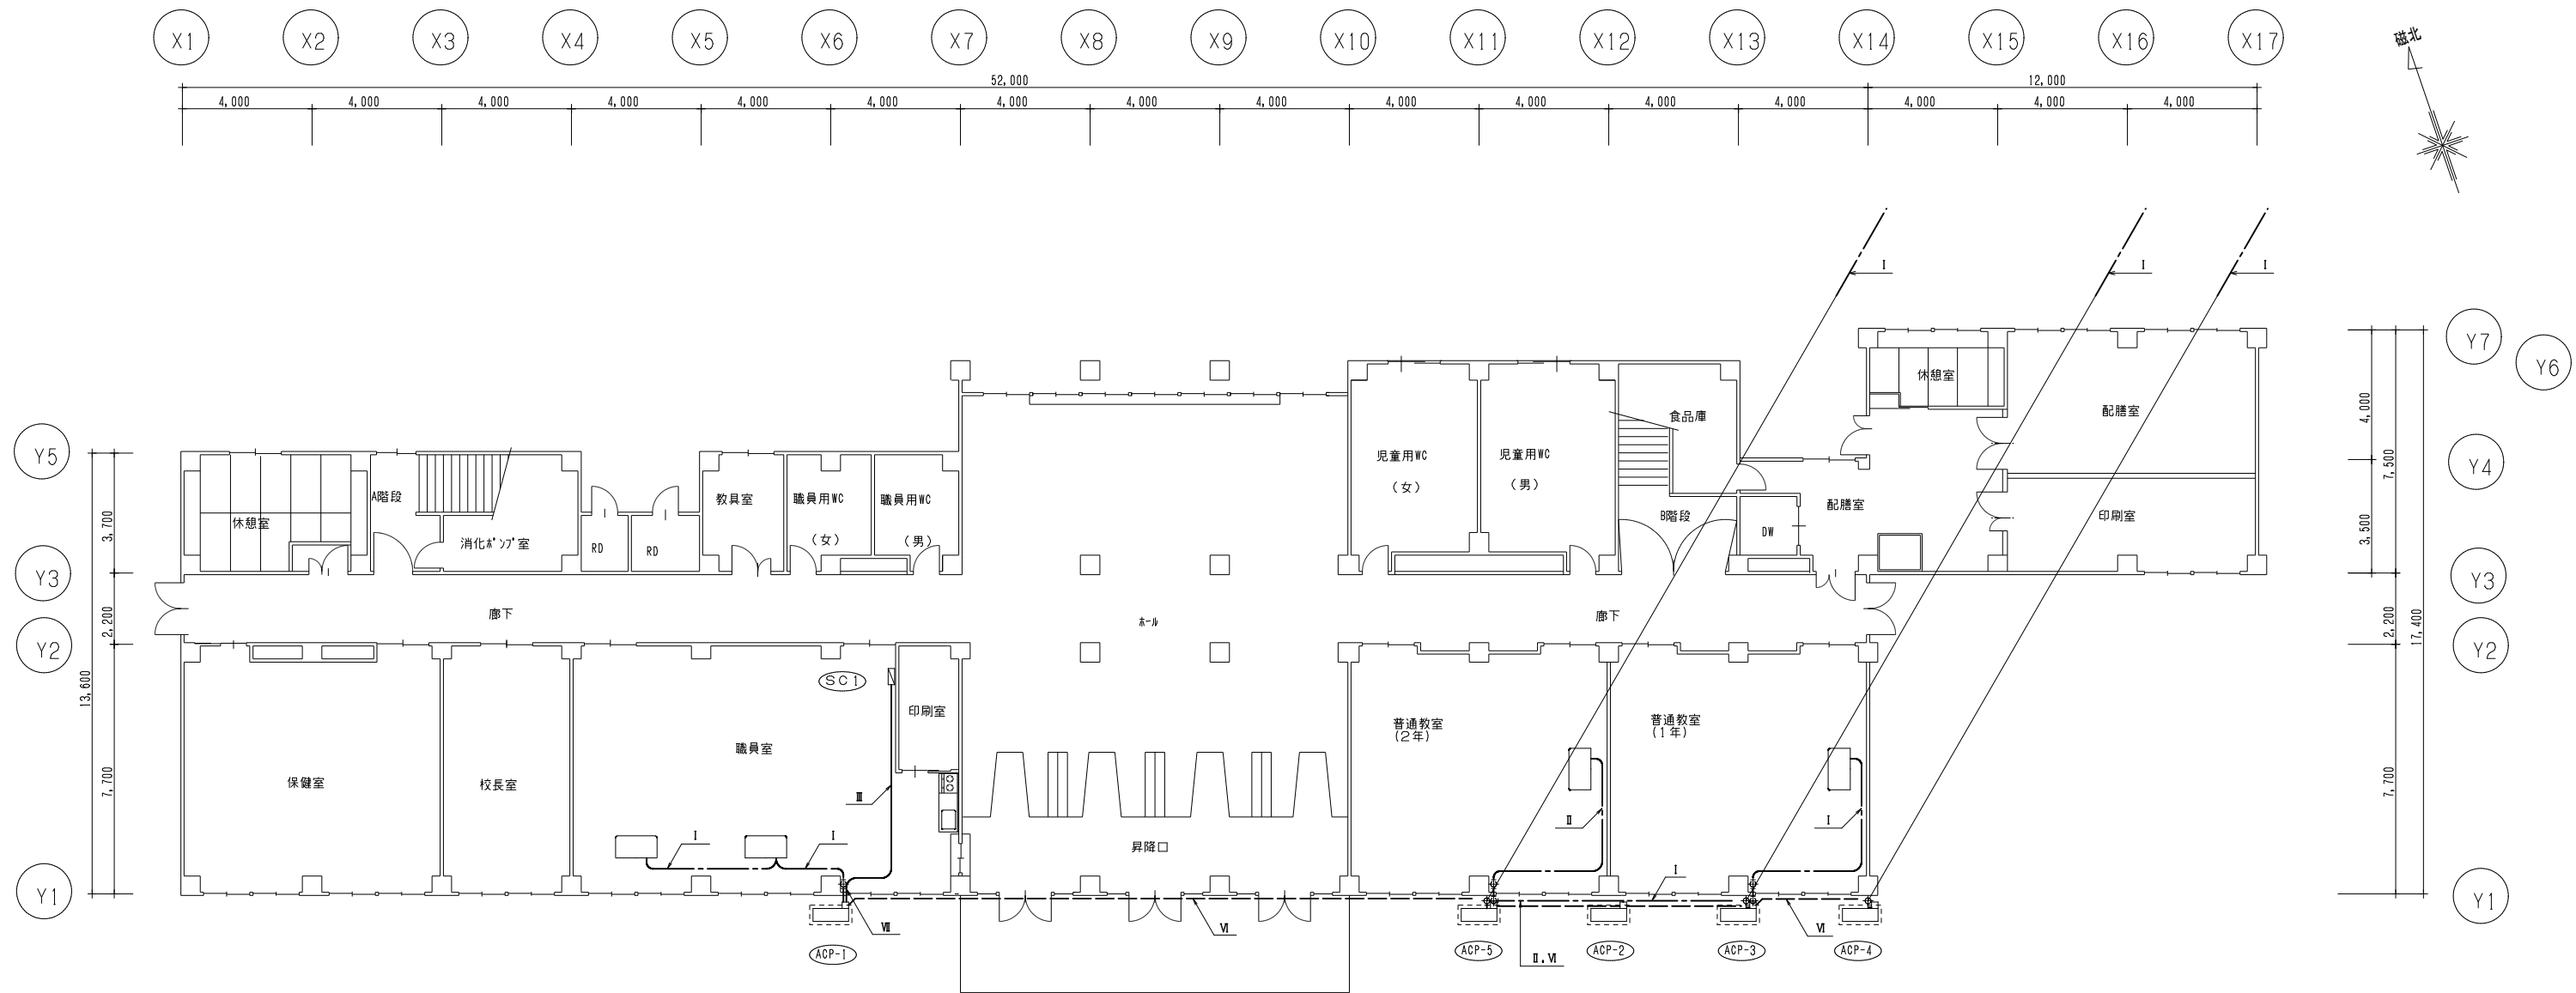 X1 X2 X3 X4 X5 X6 X7 X8 X9 X10 X11 X12 X13 X14 X15 X16 X17
磁北
52,000 12,000
4,000 4,000 4,000 4,000 4,000 4,000 4,000 4,000 4,000 4,000 4,000 4,000 4,000 4,000 4,000 4,000
Ⅰ Ⅰ Ⅰ
Y7
Y6
Y5
Y4
Y3
Y2
Y1
Y3
Y2
Y1
3,700
2,200
7,700
13,600
4,000
3,500
7,500
2,200
7,700
17,400
休憩室
A階段
消化ポンプ室
RD
RD
教具室
職員用WC
(女)
職員用WC
(男)
児童用WC
(女)
児童用WC
(男)
食品庫
B階段
DW
休憩室
配膳室
配膳室
印刷室
廊下
ホール
廊下
SC1
印刷室
保健室
校長室
職員室
普通教室
(2年)
普通教室
(1年)
昇降口
Ⅲ
Ⅰ
Ⅰ
Ⅱ
Ⅰ
Ⅰ
Ⅶ
Ⅵ
Ⅱ,Ⅵ
Ⅵ
ACP-1
ACP-5
ACP-2
ACP-3
ACP-4